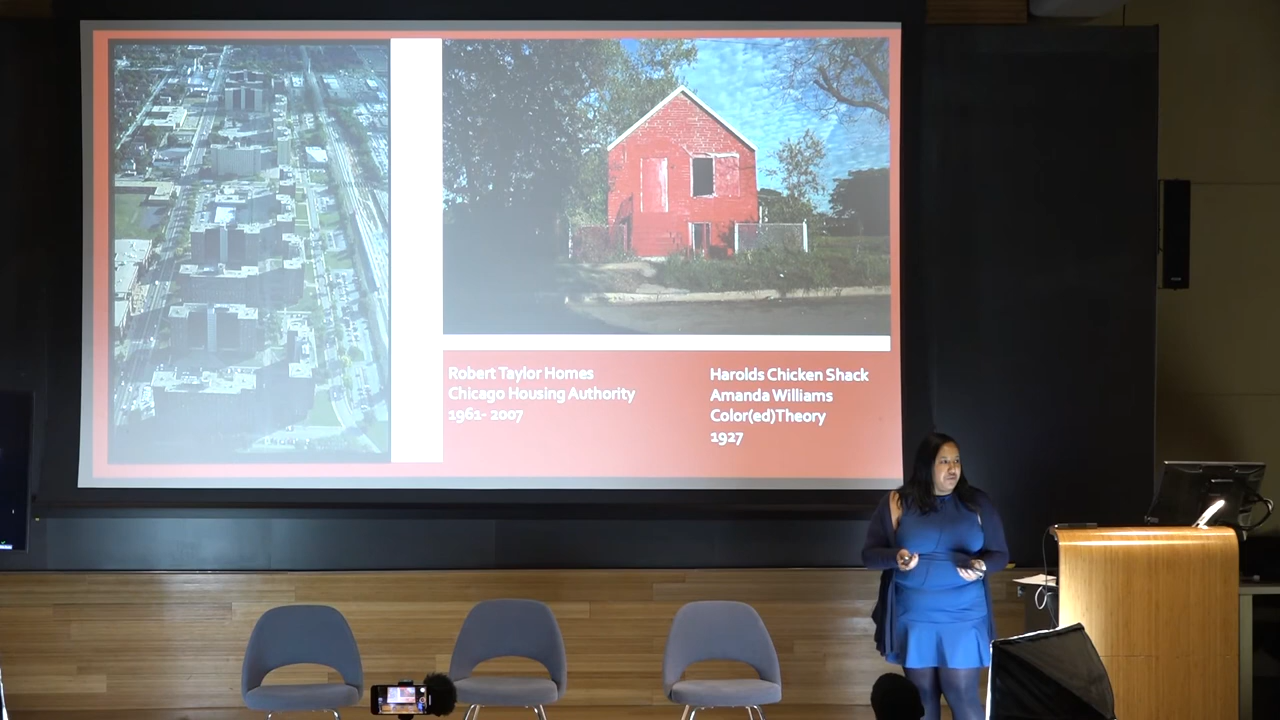 Robert Taylor Homes
Chicago Housing Authority
1961- 2007
Harolds Chicken Shack
Amanda Williams
Color(ed)Theory
1927